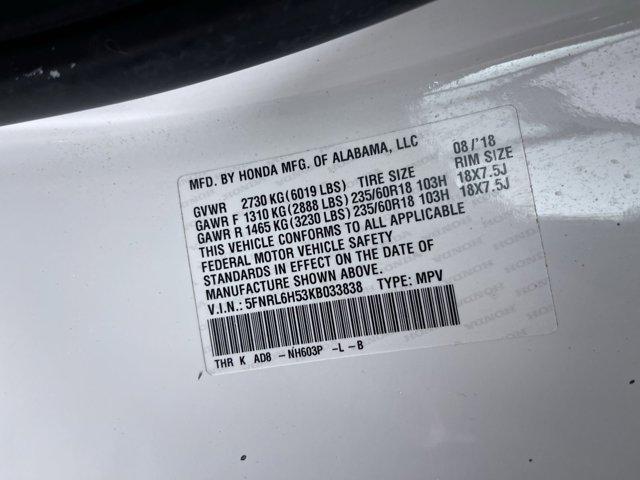 MFD. BY HONDA MFG. OF ALABAMA, LLC 08/'18
GVWR 2730 KG(6019 LBS) TIRE SIZE RIM SIZE
GAWR F 1310 KG(2888 LBS) 235/60R18 103H 18X7.5J
GAWR R 1465 KG(3230 LBS) 235/60R18 103H 18X7.5J
THIS VEHICLE CONFORMS TO ALL APPLICABLE
FEDERAL MOTOR VEHICLE SAFETY
STANDARDS IN EFFECT ON THE DATE OF
MANUFACTURE SHOWN ABOVE.
V.I.N.: 5FNRL6H53KB033838 TYPE: MPV
THR K AD8 -NH603P -L-B